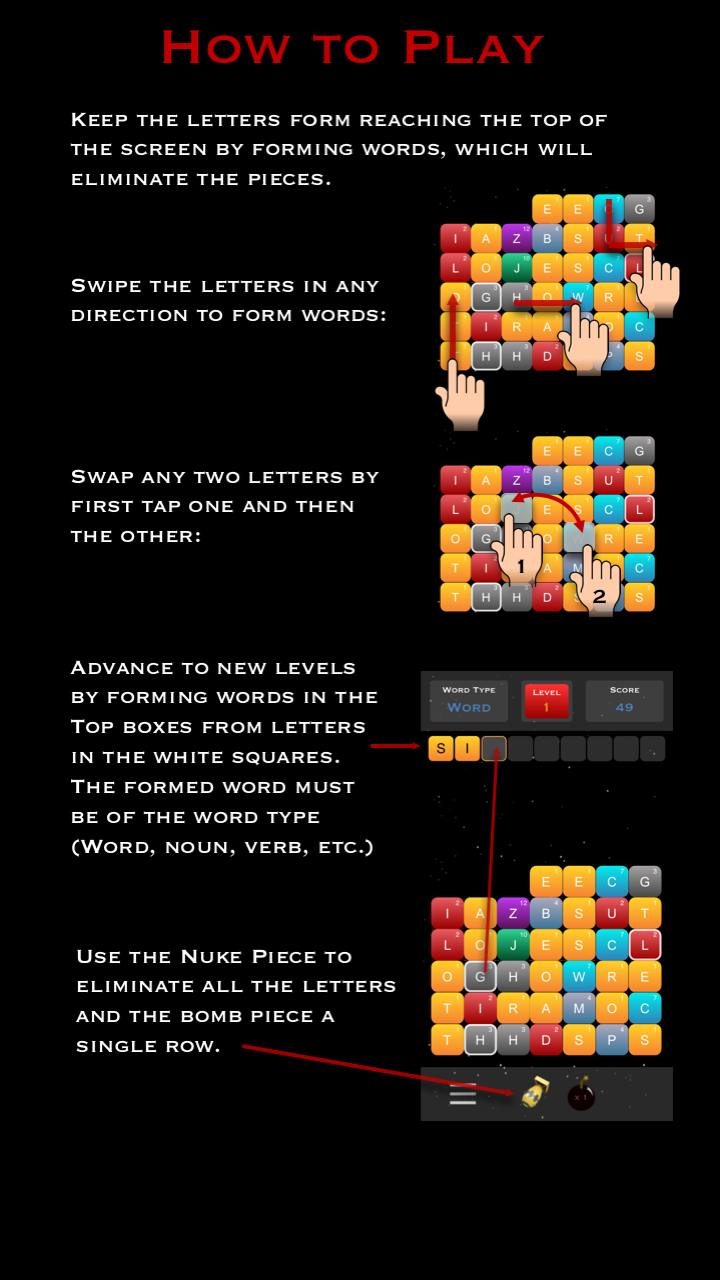 How to Play
Keep the letters form reaching the top of
the screen by forming words, which will
eliminate the pieces.
E E C G
I A Z B S U T
L O J E S C L
Swipe the letters in any
direction to form words:
O G H O W R E
I R A O C
H H D P S
E E C G
I A Z B S U T
Swap any two letters by
first tap one and then
the other:
L O E S C L
O G O R E
T I A M C
1
2
T H H D S S
Advance to new levels
by forming words in the
Top boxes from letters
in the white squares.
The formed word must
be of the word type
(Word, noun, verb, etc.)
Word Type Level Score
Word 1 49
S I
E E C G
I A Z B S U T
L O J E S C L
O G H O W R E
T I R A M O C
T H H D S P S
Use the Nuke Piece to
eliminate all the letters
and the bomb piece a
single row.
x 1